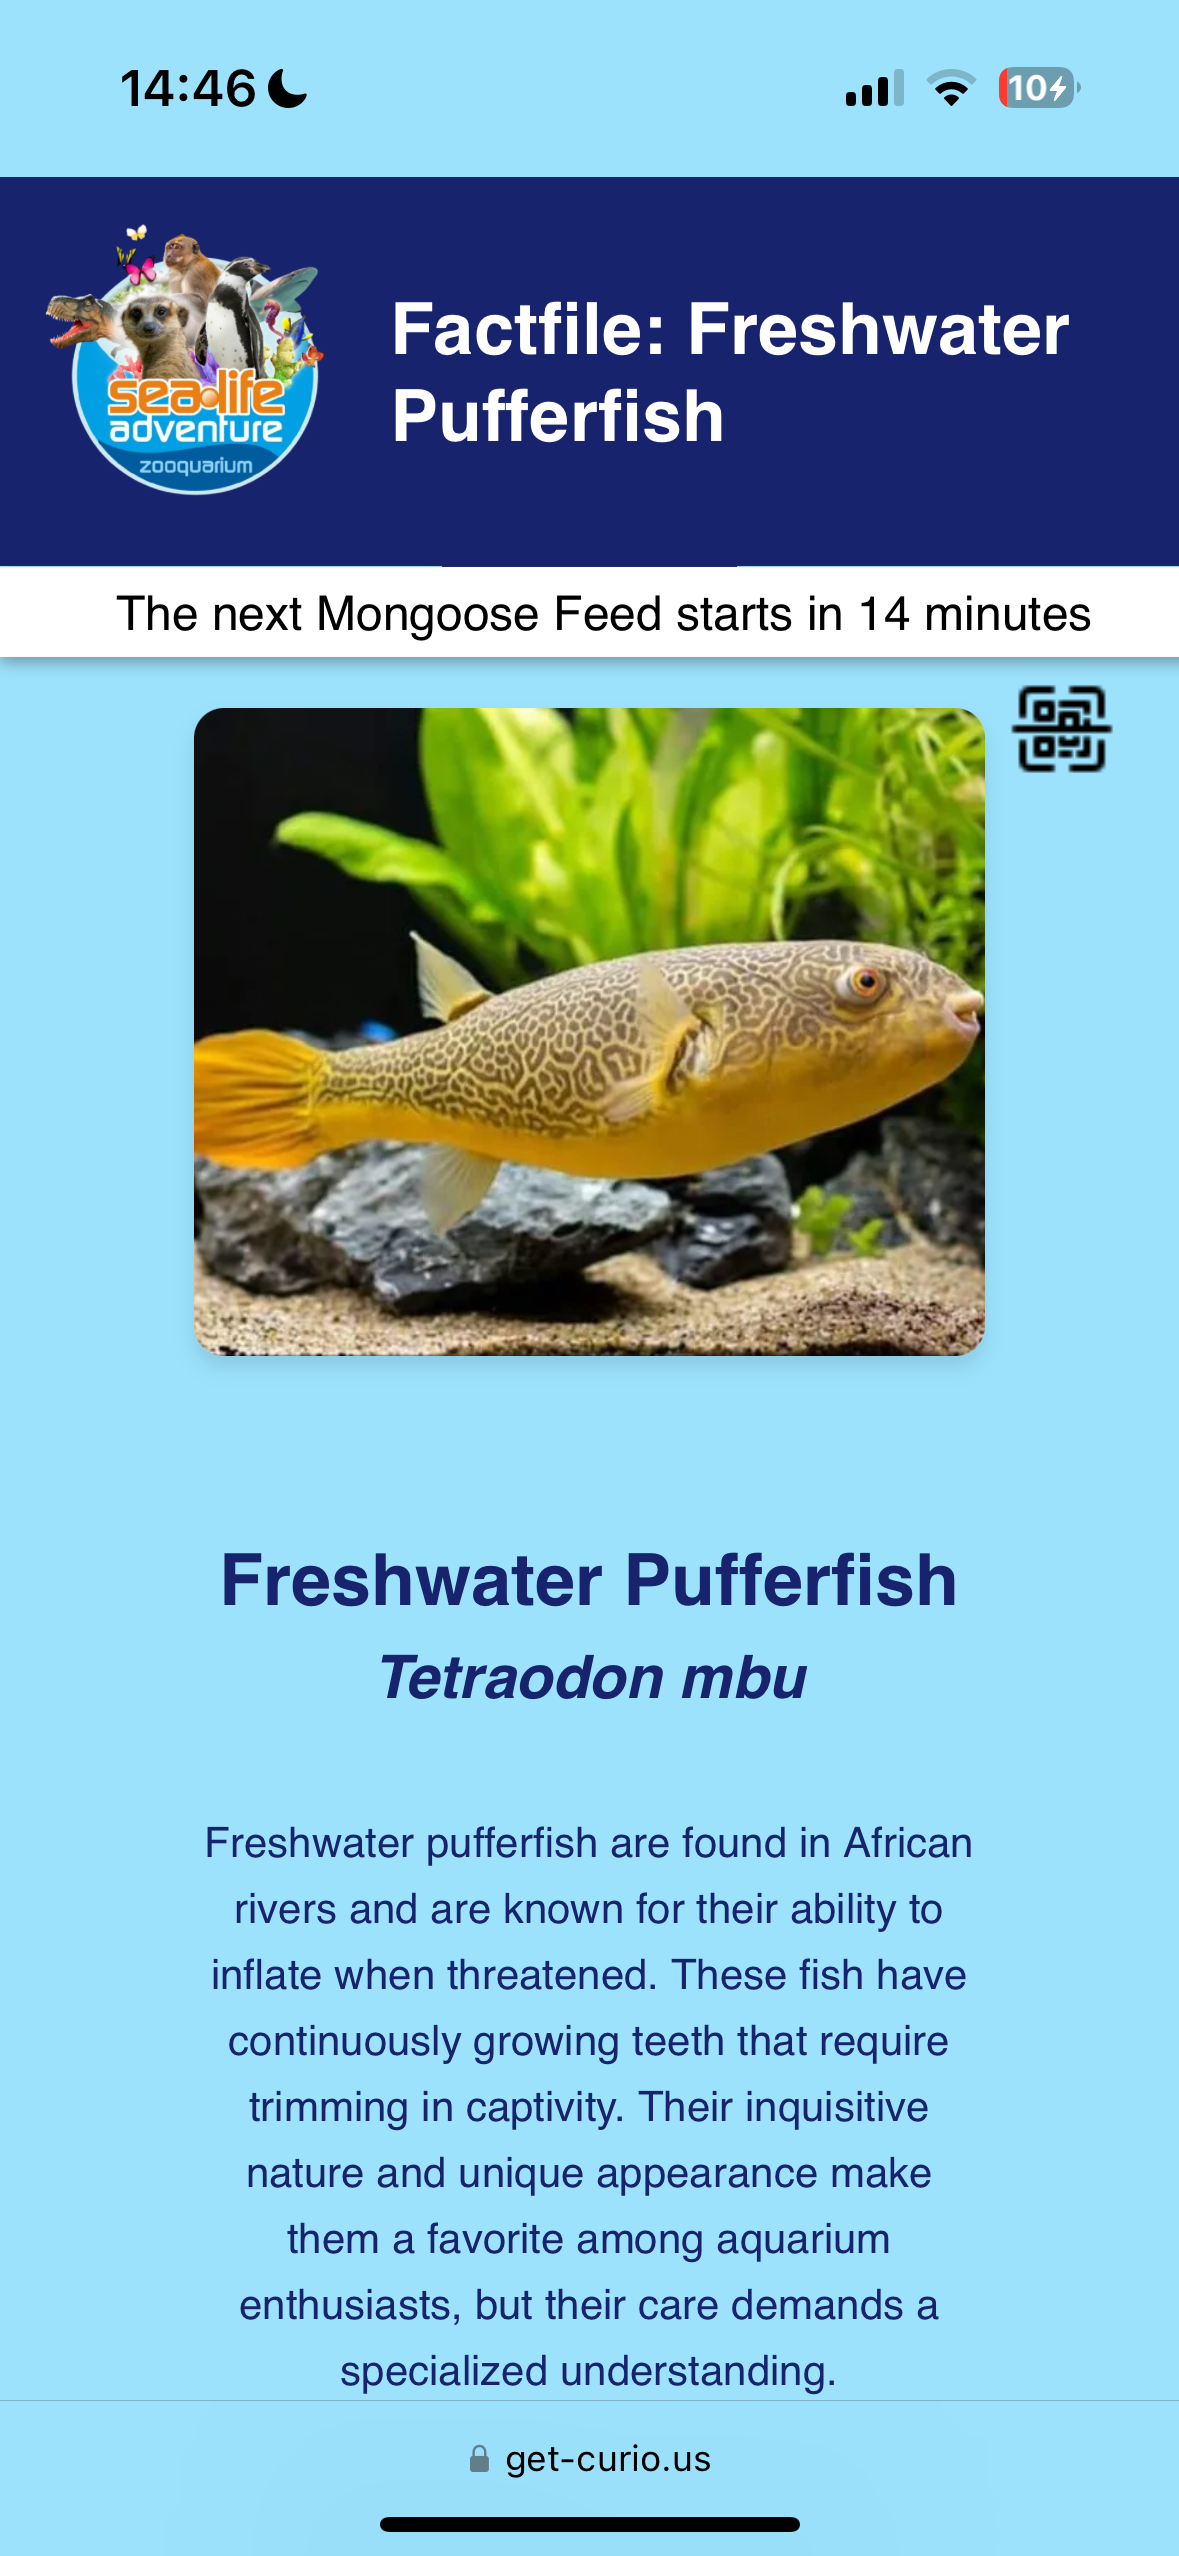 14:46
10
sea life
adventure
zooquarium
Factfile: Freshwater
Pufferfish
The next Mongoose Feed starts in 14 minutes
Freshwater Pufferfish
Tetraodon mbu
Freshwater pufferfish are found in African
rivers and are known for their ability to
inflate when threatened. These fish have
continuously growing teeth that require
trimming in captivity. Their inquisitive
nature and unique appearance make
them a favorite among aquarium
enthusiasts, but their care demands a
specialized understanding.
get-curio.us